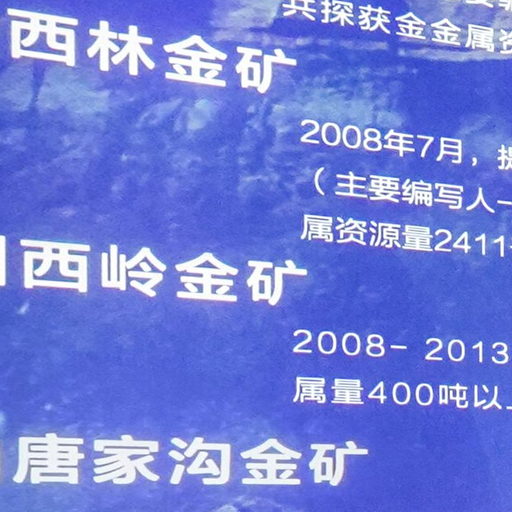 共探获金金属资
西林金矿
2008年7月，提
（主要编写人
属资源量2411
西岭金矿
2008- 2013
属量400吨以上
唐家沟金矿